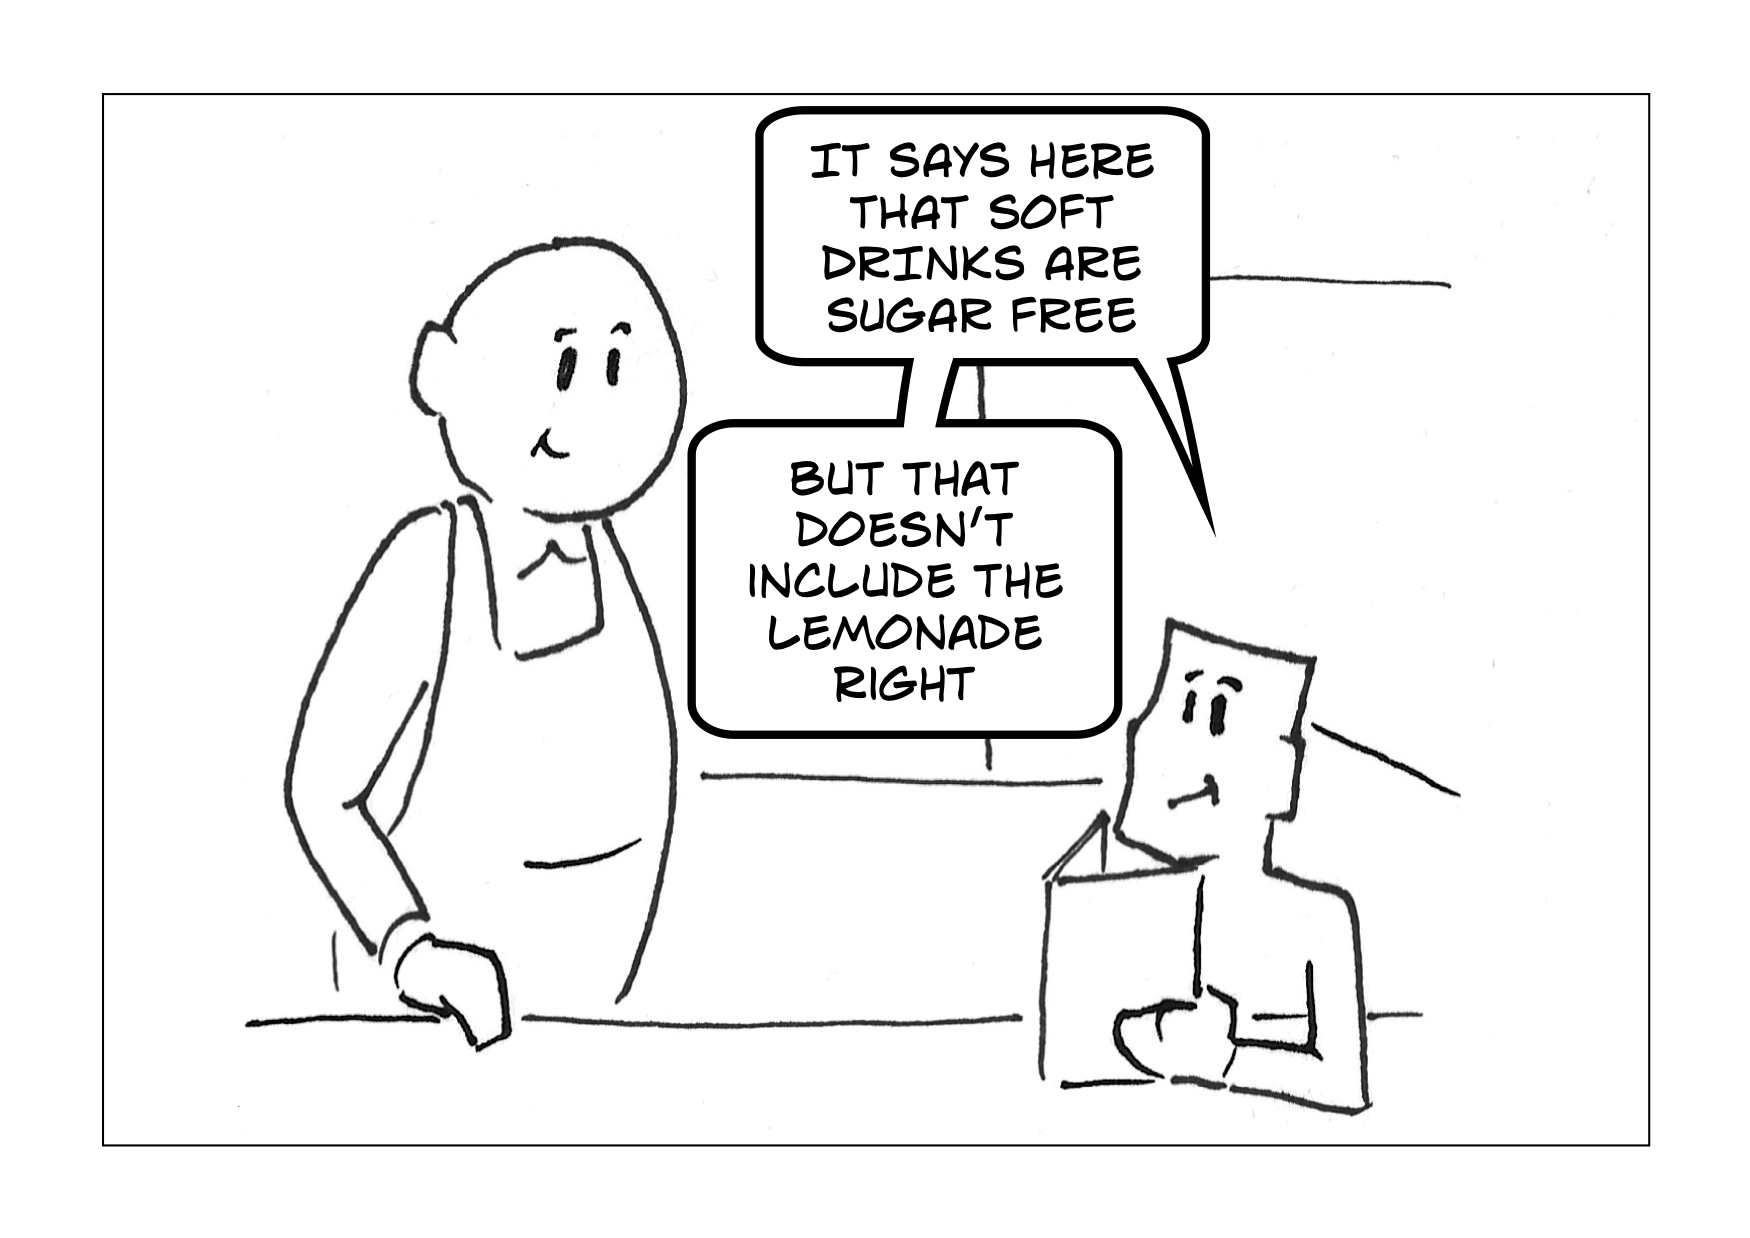 IT SAYS HERE
THAT SOFT
DRINKS ARE
SUGAR FREE
BUT THAT
DOESN'T
INCLUDE THE
LEMONADE
RIGHT